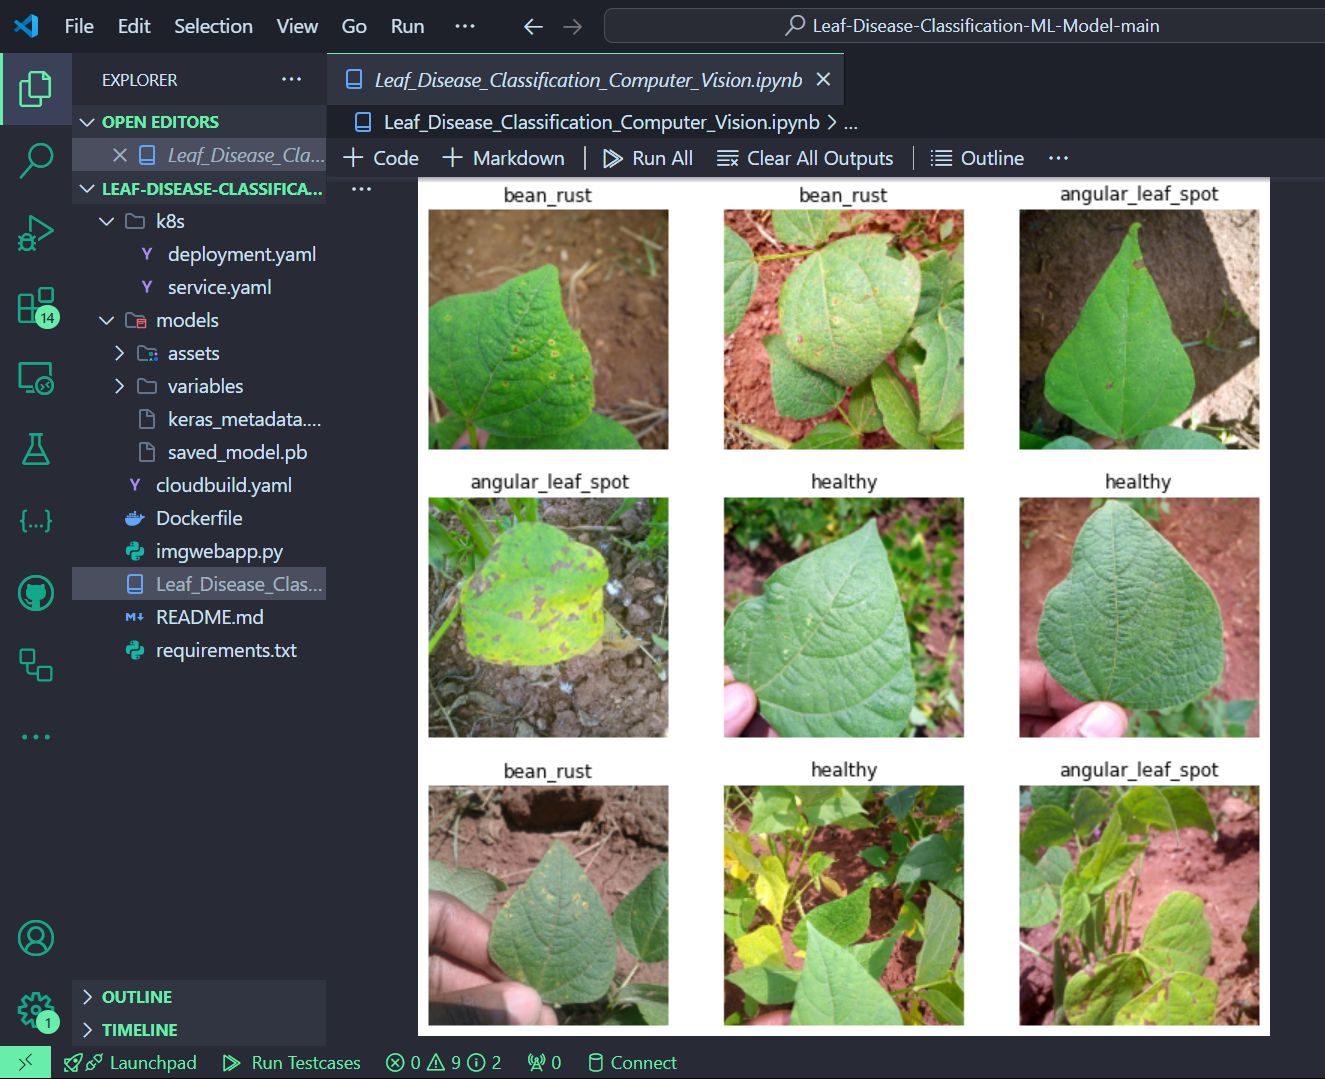 File Edit Selection View Go Run ··· Leaf-Disease-Classification-ML-Model-main
EXPLORER ···
Leaf_Disease_Classification_Computer_Vision.ipynb
OPEN EDITORS
Leaf_Disease_Classification_Computer_Vision.ipynb > ...
Leaf_Disease_Cla...
+ Code + Markdown Run All Clear All Outputs Outline ···
LEAF-DISEASE-CLASSIFICA...
···
k8s
deployment.yaml
service.yaml
models
assets
variables
keras_metadata....
saved_model.pb
cloudbuild.yaml
Dockerfile
imgwebapp.py
Leaf_Disease_Clas...
README.md
requirements.txt
14
bean_rust bean_rust angular_leaf_spot
angular_leaf_spot healthy healthy
bean_rust healthy angular_leaf_spot
OUTLINE
TIMELINE
1
Launchpad Run Testcases 0 9 2 0 Connect